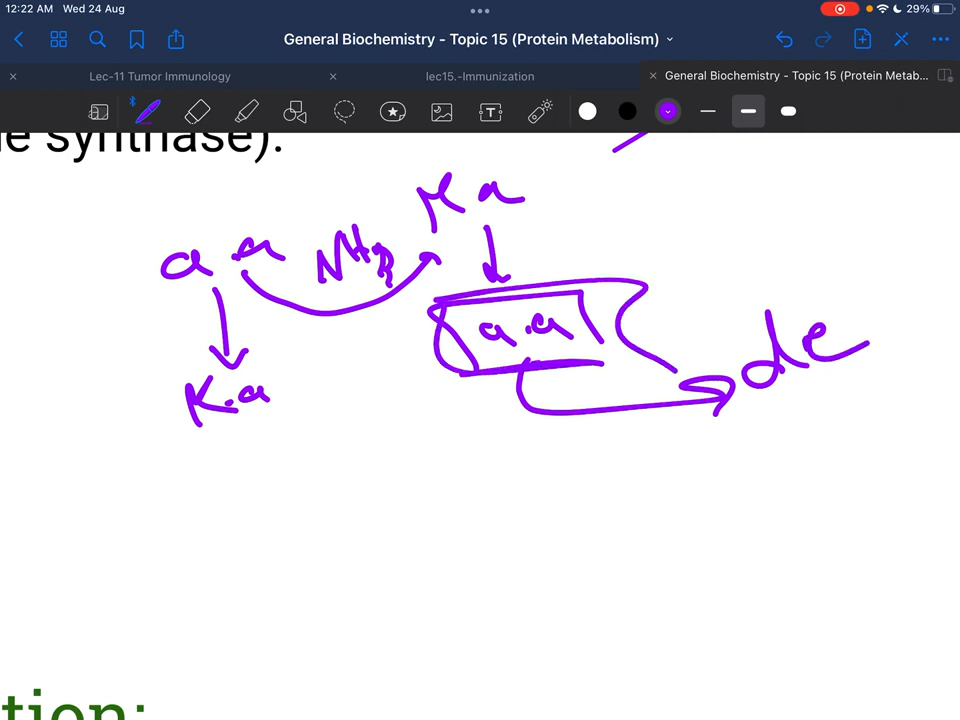 12:22 AM Wed 24 Aug
29%
General Biochemistry - Topic 15 (Protein Metabolism)
Lec-11 Tumor Immunology
lec15.-Immunization
General Biochemistry - Topic 15 (Protein Metab...
e synthase).
a a NH3 K a
a.a
de
K.a
tion: